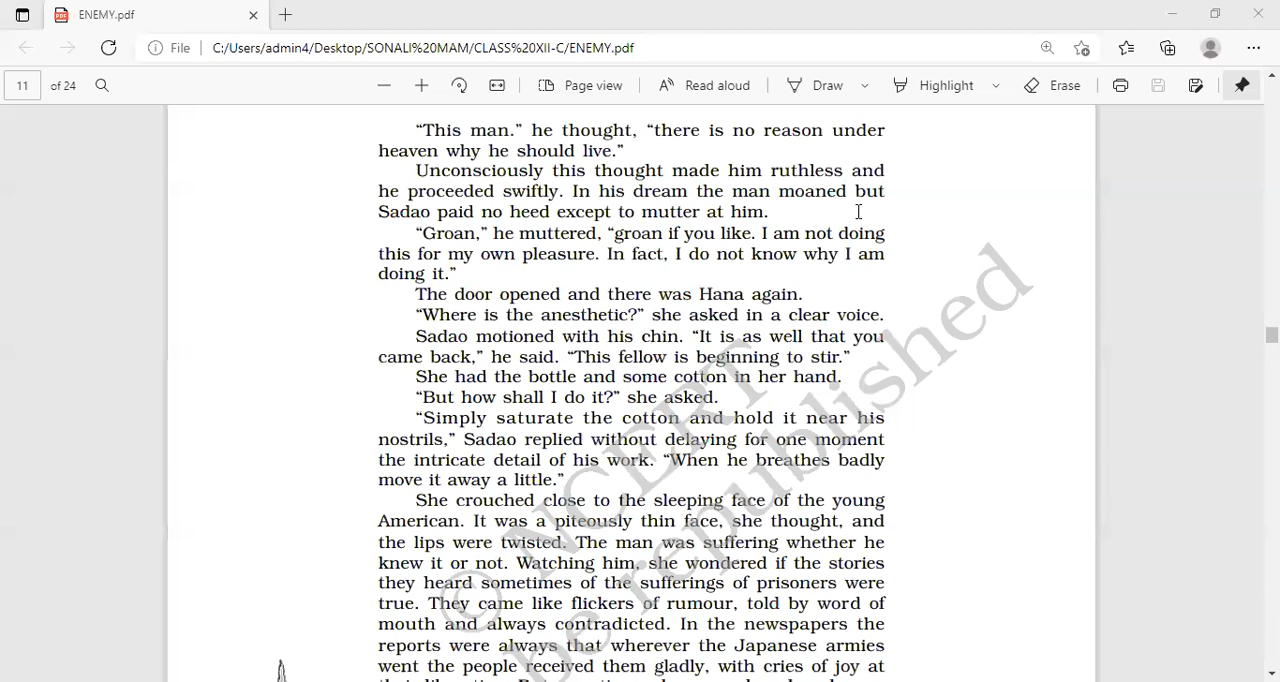 ENEMY.pdf
File
C:/Users/admin4/Desktop/SONALI%20MAM/CLASS%20XII-C/ENEMY.pdf
11 of 24 Page view Read aloud Draw Highlight Erase
“This man.” he thought, “there is no reason under
heaven why he should live.”
Unconsciously this thought made him ruthless and
he proceeded swiftly. In his dream the man moaned but
Sadao paid no heed except to mutter at him.
“Groan,” he muttered, “groan if you like. I am not doing
this for my own pleasure. In fact, I do not know why I am
doing it.”
The door opened and there was Hana again.
“Where is the anesthetic?” she asked in a clear voice.
Sadao motioned with his chin. “It is as well that you
came back,” he said. “This fellow is beginning to stir.”
She had the bottle and some cotton in her hand.
“But how shall I do it?” she asked.
“Simply saturate the cotton and hold it near his
nostrils,” Sadao replied without delaying for one moment
the intricate detail of his work. “When he breathes badly
move it away a little.”
She crouched close to the sleeping face of the young
American. It was a piteously thin face, she thought, and
the lips were twisted. The man was suffering whether he
knew it or not. Watching him, she wondered if the stories
they heard sometimes of the sufferings of prisoners were
true. They came like flickers of rumour, told by word of
mouth and always contradicted. In the newspapers the
reports were always that wherever the Japanese armies
went the people received them gladly, with cries of joy at
© NCERT
be republished